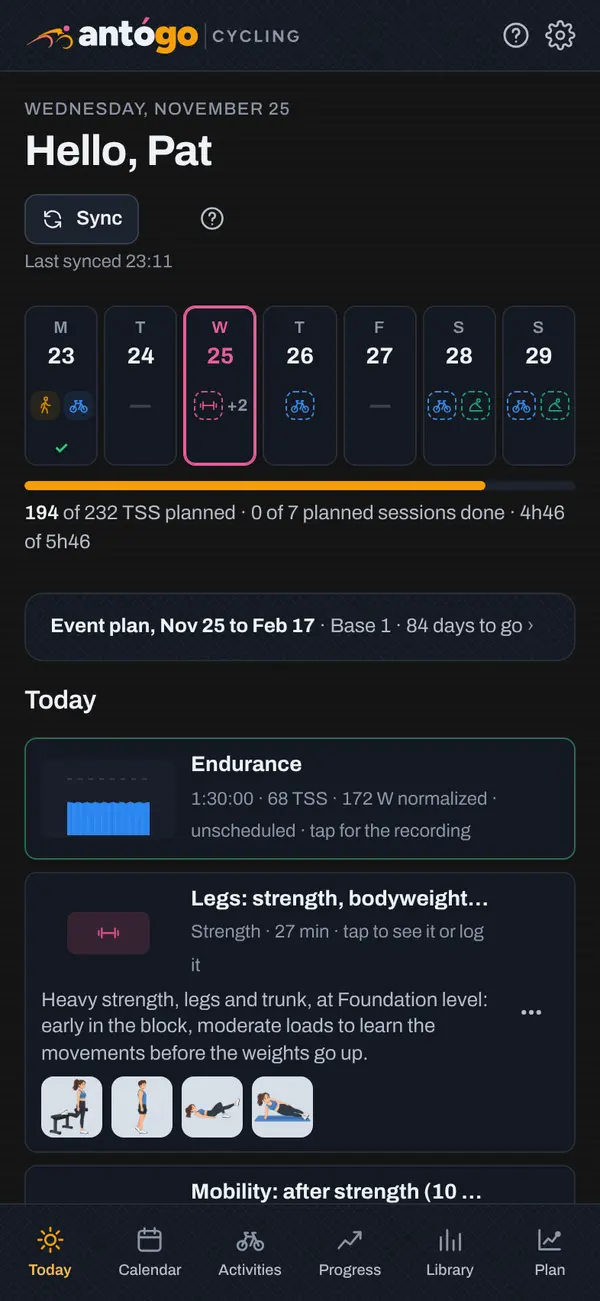 antógo CYCLING
WEDNESDAY, NOVEMBER 25
Hello, Pat
Sync
Last synced 23:11
M T W T F S S
23 24 25 26 27 28 29
+2
194 of 232 TSS planned · 0 of 7 planned sessions done · 4h46
of 5h46
Event plan, Nov 25 to Feb 17 · Base 1 · 84 days to go ›
Today
Endurance
1:30:00 · 68 TSS · 172 W normalized ·
unscheduled · tap for the recording
Legs: strength, bodyweight...
Strength · 27 min · tap to see it or log
it
Heavy strength, legs and trunk, at Foundation level:
early in the block, moderate loads to learn the
movements before the weights go up.
Mobility: after strength (10 ...
Today Calendar Activities Progress Library Plan